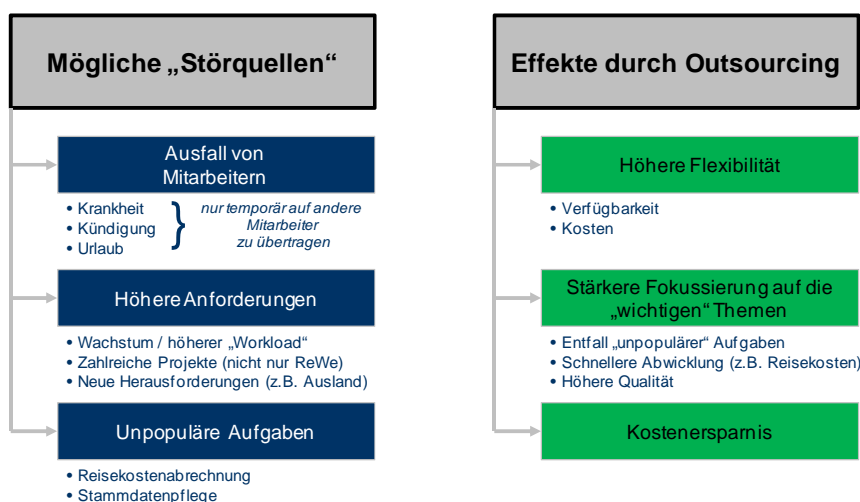 Mögliche „Störquellen“
Ausfall von
Mitarbeitern
• Krankheit
• Kündigung
• Urlaub
}
nur temporär auf andere
Mitarbeiter
zu übertragen
Höhere Anforderungen
• Wachstum / höherer „Workload“
• Zahlreiche Projekte (nicht nur ReWe)
• Neue Herausforderungen (z.B. Ausland)
Unpopuläre Aufgaben
• Reisekostenabrechnung
• Stammdatenpflege
Effekte durch Outsourcing
Höhere Flexibilität
• Verfügbarkeit
• Kosten
Stärkere Fokussierung auf die
„wichtigen“ Themen
• Entfall „unpopulärer“ Aufgaben
• Schnellere Abwicklung (z.B. Reisekosten)
• Höhere Qualität
Kostenersparnis